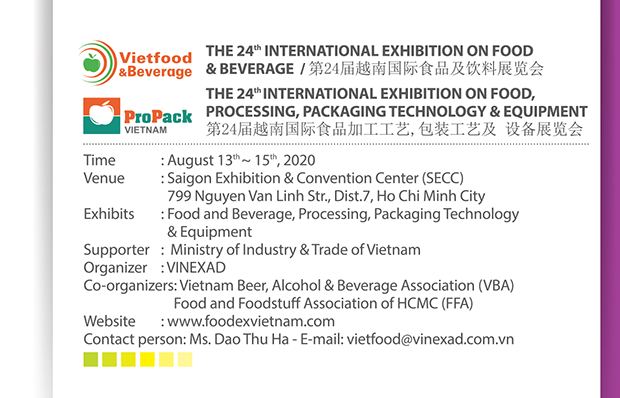 Vietfood
&Beverage
THE 24th INTERNATIONAL EXHIBITION ON FOOD
& BEVERAGE / 第24届越南国际食品及饮料展览会
ProPack
VIETNAM
THE 24th INTERNATIONAL EXHIBITION ON FOOD,
PROCESSING, PACKAGING TECHNOLOGY & EQUIPMENT
第24届越南国际食品加工工艺, 包装工艺及 设备展览会
Time : August 13th ~ 15th, 2020
Venue : Saigon Exhibition & Convention Center (SECC)
799 Nguyen Van Linh Str., Dist.7, Ho Chi Minh City
Exhibits : Food and Beverage, Processing, Packaging Technology
& Equipment
Supporter : Ministry of Industry & Trade of Vietnam
Organizer : VINEXAD
Co-organizers: Vietnam Beer, Alcohol & Beverage Association (VBA)
Food and Foodstuff Association of HCMC (FFA)
Website : www.foodexvietnam.com
Contact person: Ms. Dao Thu Ha - E-mail: vietfood@vinexad.com.vn